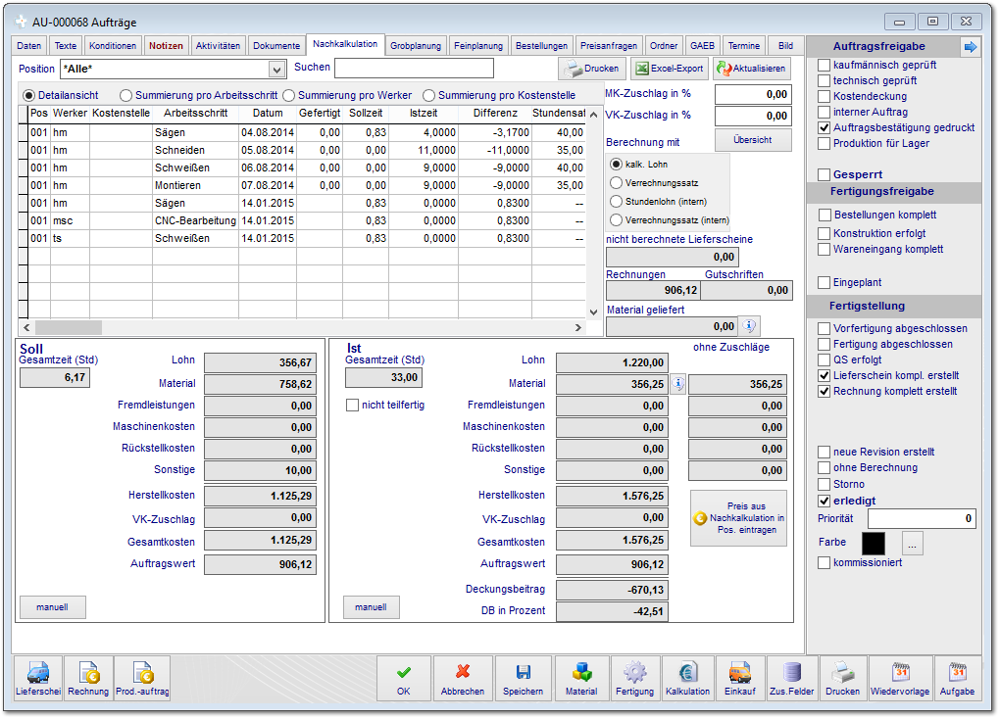 AU-000068 Aufträge
Daten Texte Konditionen Notizen Aktivitäten Dokumente Nachkalkulation Grobplanung Feinplanung Bestellungen Preisanfragen Ordner GAEB Termine Bild
Position *Alle* Suchen Drucken Excel-Export Aktualisieren
Detailansicht Summierung pro Arbeitsschritt Summierung pro Werker Summierung pro Kostenstelle
Pos Werker Kostenstelle Arbeitsschritt Datum Gefertigt Sollzeit Istzeit Differenz Stundensat
001 hm Sägen 04.08.2014 0,00 0,83 4,0000 -3,1700 40,00
001 hm Schneiden 05.08.2014 0,00 0,00 11,0000 -11,0000 35,00
001 hm Schweißen 06.08.2014 0,00 0,00 9,0000 -9,0000 40,00
001 hm Montieren 07.08.2014 0,00 0,00 9,0000 -9,0000 35,00
001 hm Sägen 14.01.2015 0,83 0,0000 0,8300 --
001 msc CNC-Bearbeitung 14.01.2015 0,83 0,0000 0,8300 --
001 ts Schweißen 14.01.2015 0,83 0,0000 0,8300 --
MK-Zuschlag in % 0,00
VK-Zuschlag in % 0,00
Berechnung mit Übersicht
kalk. Lohn
Verrechnungssatz
Stundenlohn (intern)
Verrechnungssatz (intern)
nicht berechnete Lieferscheine
0,00
Rechnungen Gutschriften
906,12 0,00
Material geliefert
0,00
Soll
Gesamtzeit (Std)
6,17
Lohn 356,67
Material 758,62
Fremdleistungen 0,00
Maschinenkosten 0,00
Rückstellkosten 0,00
Sonstige 10,00
Herstellkosten 1.125,29
VK-Zuschlag 0,00
Gesamtkosten 1.125,29
Auftragswert 906,12
manuell
Ist
Gesamtzeit (Std)
33,00
nicht teilfertig
ohne Zuschläge
Lohn 1.220,00
Material 356,25 356,25
Fremdleistungen 0,00 0,00
Maschinenkosten 0,00 0,00
Rückstellkosten 0,00 0,00
Sonstige 0,00 0,00
Herstellkosten 1.576,25
VK-Zuschlag 0,00
Gesamtkosten 1.576,25
Auftragswert 906,12
Deckungsbeitrag -670,13
DB in Prozent -42,51
Preis aus
Nachkalkulation in
Pos. eintragen
manuell
Auftragsfreigabe
kaufmännisch geprüft
technisch geprüft
Kostendeckung
interner Auftrag
Auftragsbestätigung gedruckt
Produktion für Lager
Gesperrt
Fertigungsfreigabe
Bestellungen komplett
Konstruktion erfolgt
Wareneingang komplett
Eingeplant
Fertigstellung
Vorfertigung abgeschlossen
Fertigung abgeschlossen
QS erfolgt
Lieferschein kompl. erstellt
Rechnung komplett erstellt
neue Revision erstellt
ohne Berechnung
Storno
erledigt
Priorität 0
Farbe ...
kommissioniert
Lieferschei Rechnung Prod.-auftrag OK Abbrechen Speichern Material Fertigung Kalkulation Einkauf Zus.Felder Drucken Wiedervorlage Aufgabe
31 31